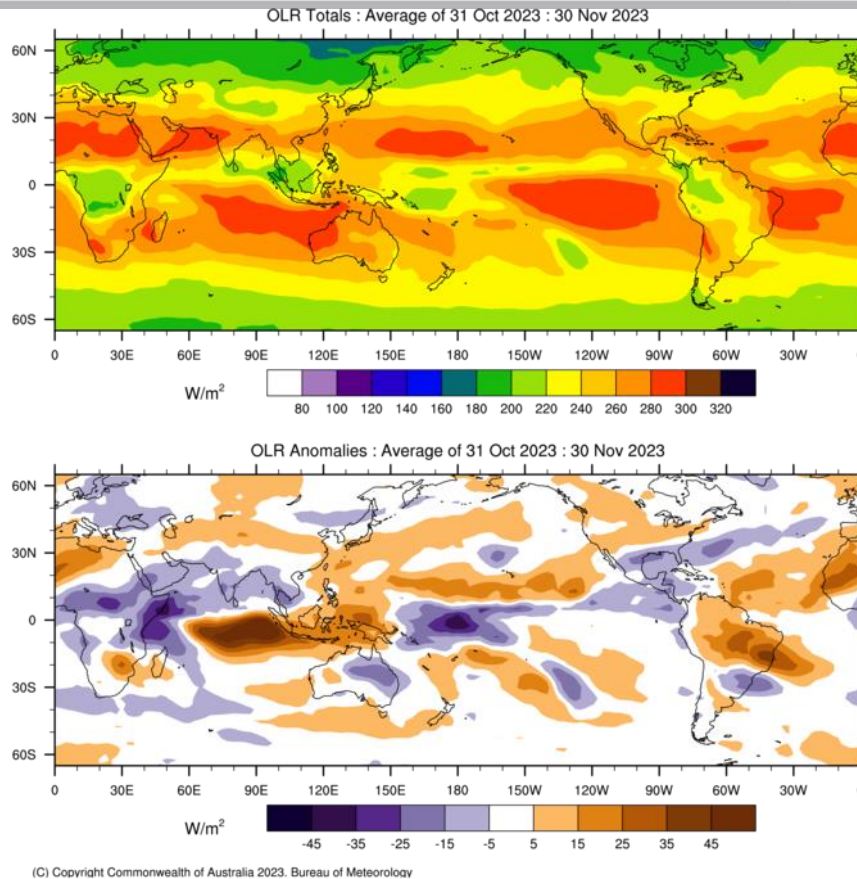 OLR Totals : Average of 31 Oct 2023 : 30 Nov 2023
60N
30N
0
30S
60S
0 30E 60E 90E 120E 150E 180 150W 120W 90W 60W 30W 0
W/m²
80 100 120 140 160 180 200 220 240 260 280 300 320
OLR Anomalies : Average of 31 Oct 2023 : 30 Nov 2023
60N
30N
0
30S
60S
0 30E 60E 90E 120E 150E 180 150W 120W 90W 60W 30W 0
W/m²
-45 -35 -25 -15 -5 5 15 25 35 45
(C) Copyright Commonwealth of Australia 2023. Bureau of Meteorology